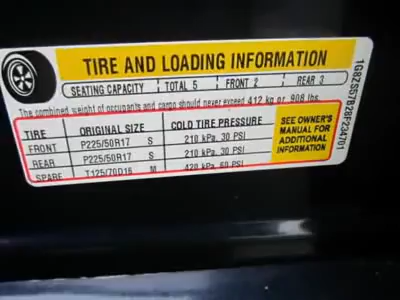 TIRE AND LOADING INFORMATION
SEATING CAPACITY TOTAL 5 FRONT 2 REAR 3
The combined weight of occupants and cargo should never exceed 412 kg or 908 lbs.
TIRE ORIGINAL SIZE COLD TIRE PRESSURE
FRONT P225/50R17 S 210 kPa, 30 PSI
REAR P225/50R17 S 210 kPa, 30 PSI
SPARE T125/70D16 M 420 kPa, 60 PSI
SEE OWNER'S
MANUAL FOR
ADDITIONAL
INFORMATION
1G8ZS57B28F234701